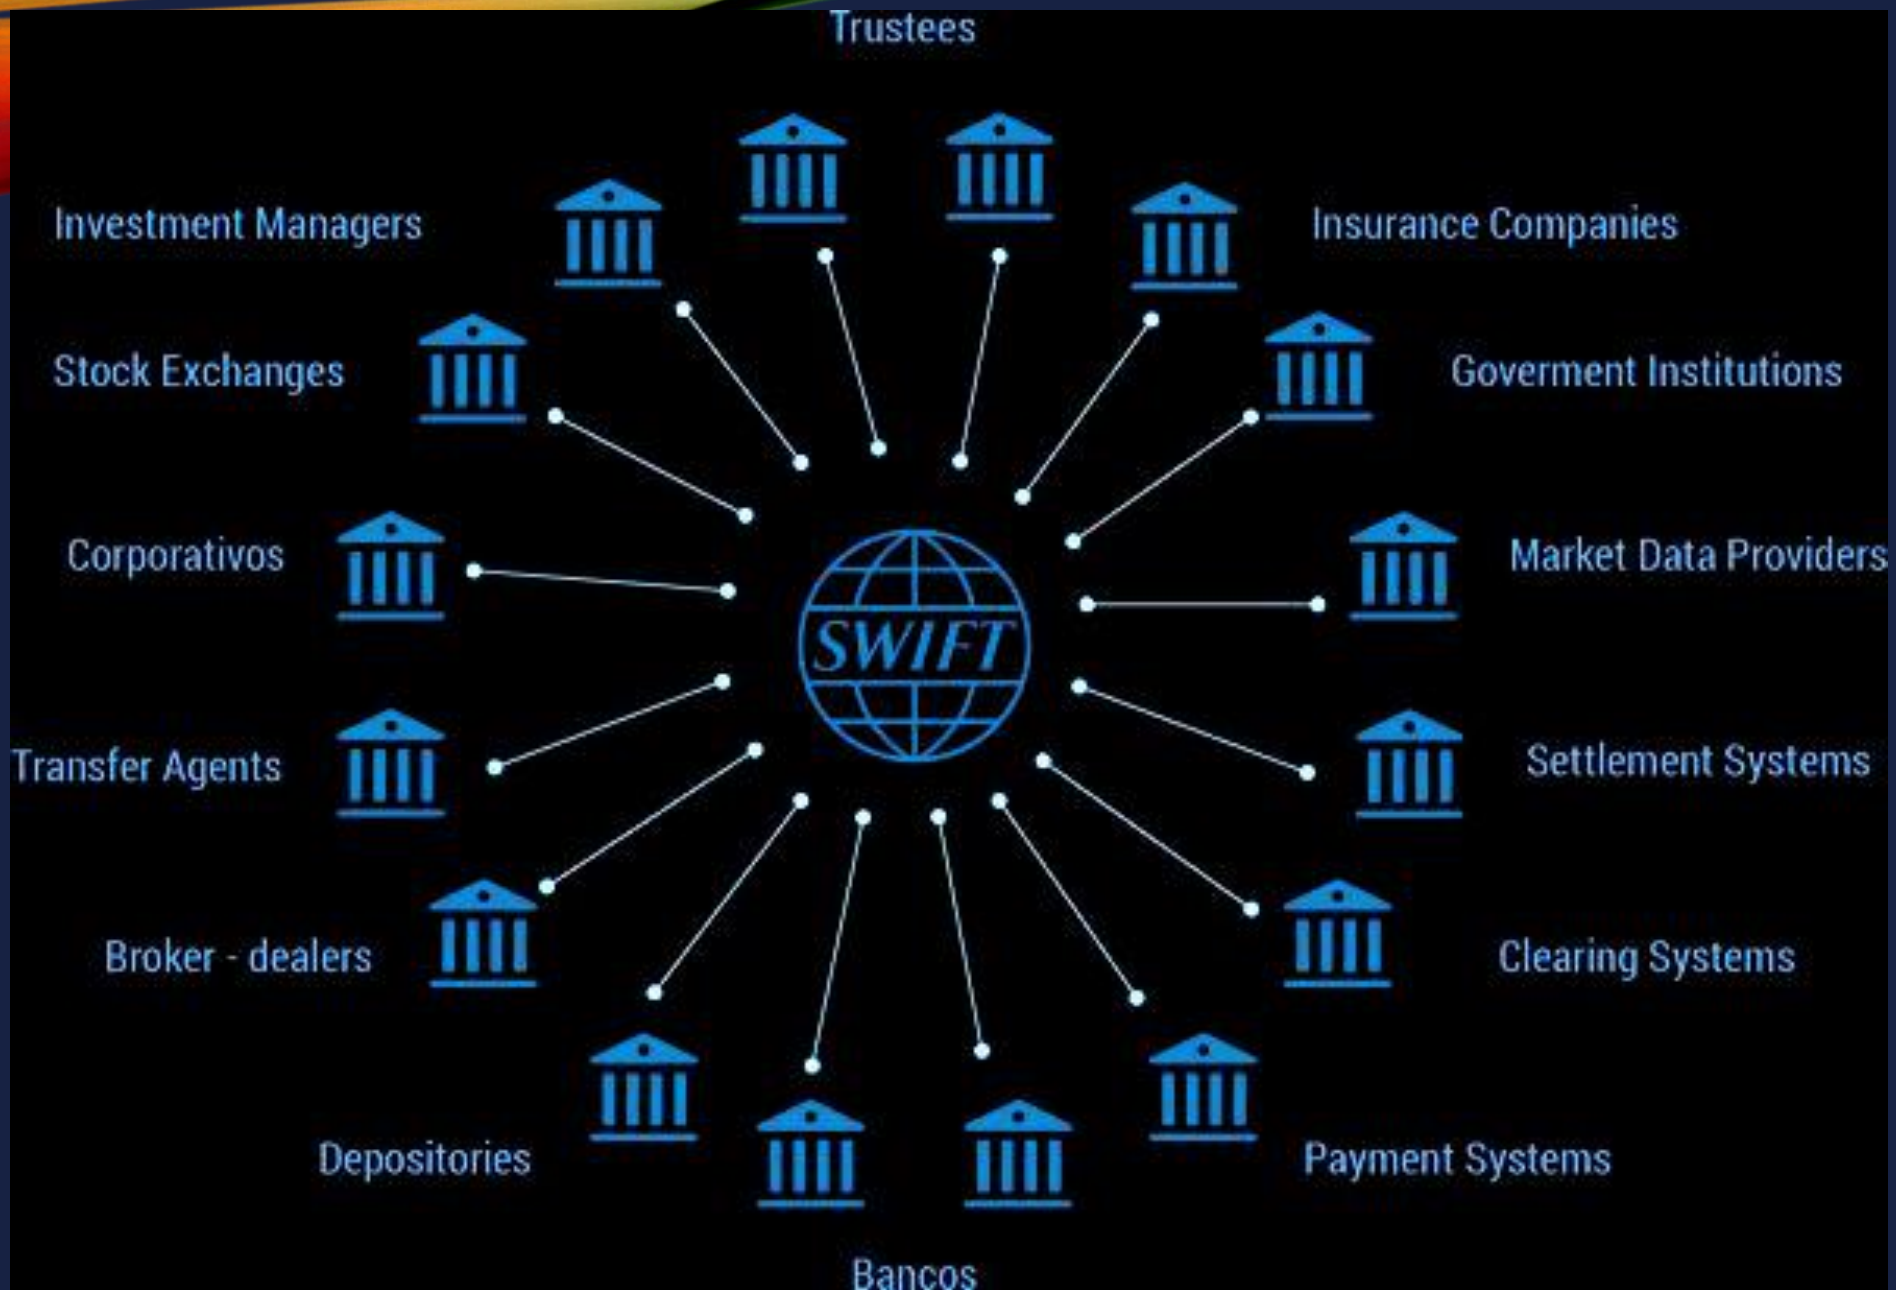 Trustees
Investment Managers
Insurance Companies
Stock Exchanges
Goverment Institutions
Corporativos
Market Data Providers
SWIFT
Transfer Agents
Settlement Systems
Broker - dealers
Clearing Systems
Depositories
Payment Systems
Bancos